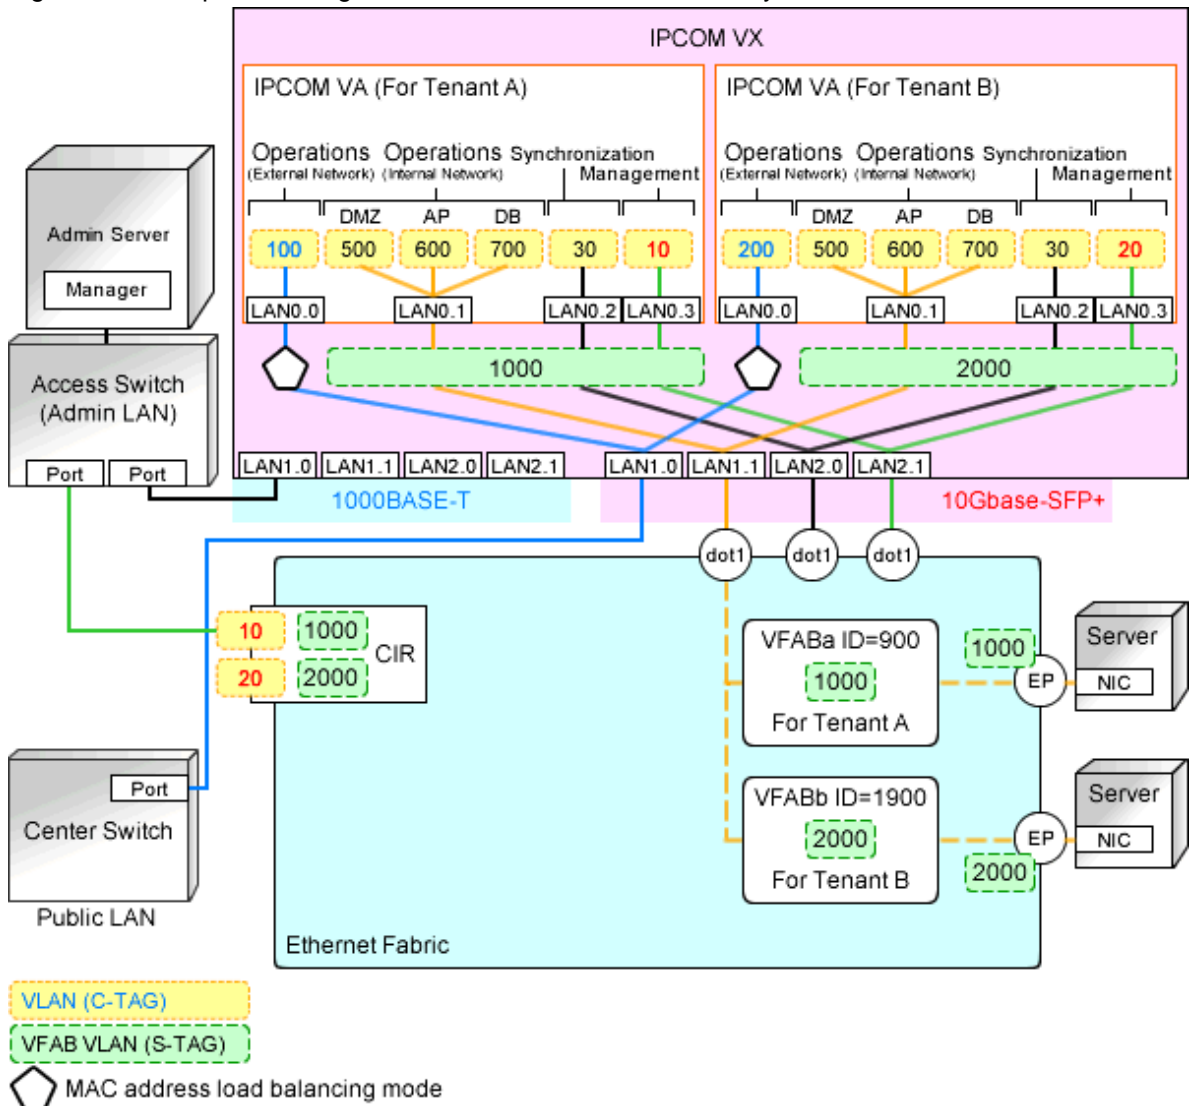 IPCOM VX
IPCOM VA (For Tenant A)
IPCOM VA (For Tenant B)
Operations Operations Synchronization
(External Network) (Internal Network) Management
Operations Operations Synchronization
(External Network) (Internal Network) Management
DMZ AP DB
DMZ AP DB
100 500 600 700 30 10
200 500 600 700 30 20
LAN0.0 LAN0.1 LAN0.2 LAN0.3
LAN0.0 LAN0.1 LAN0.2 LAN0.3
1000
2000
Admin Server
Manager
Access Switch
(Admin LAN)
Port Port
LAN1.0 LAN1.1 LAN2.0 LAN2.1
LAN1.0 LAN1.1 LAN2.0 LAN2.1
1000BASE-T
10Gbase-SFP+
dot1 dot1 dot1
10 1000
20 2000
CIR
VFABa ID=900
1000
For Tenant A
1000
EP
Server
NIC
VFABb ID=1900
2000
For Tenant B
EP
2000
Server
NIC
Port
Center Switch
Public LAN
Ethernet Fabric
VLAN (C-TAG)
VFAB VLAN (S-TAG)
MAC address load balancing mode